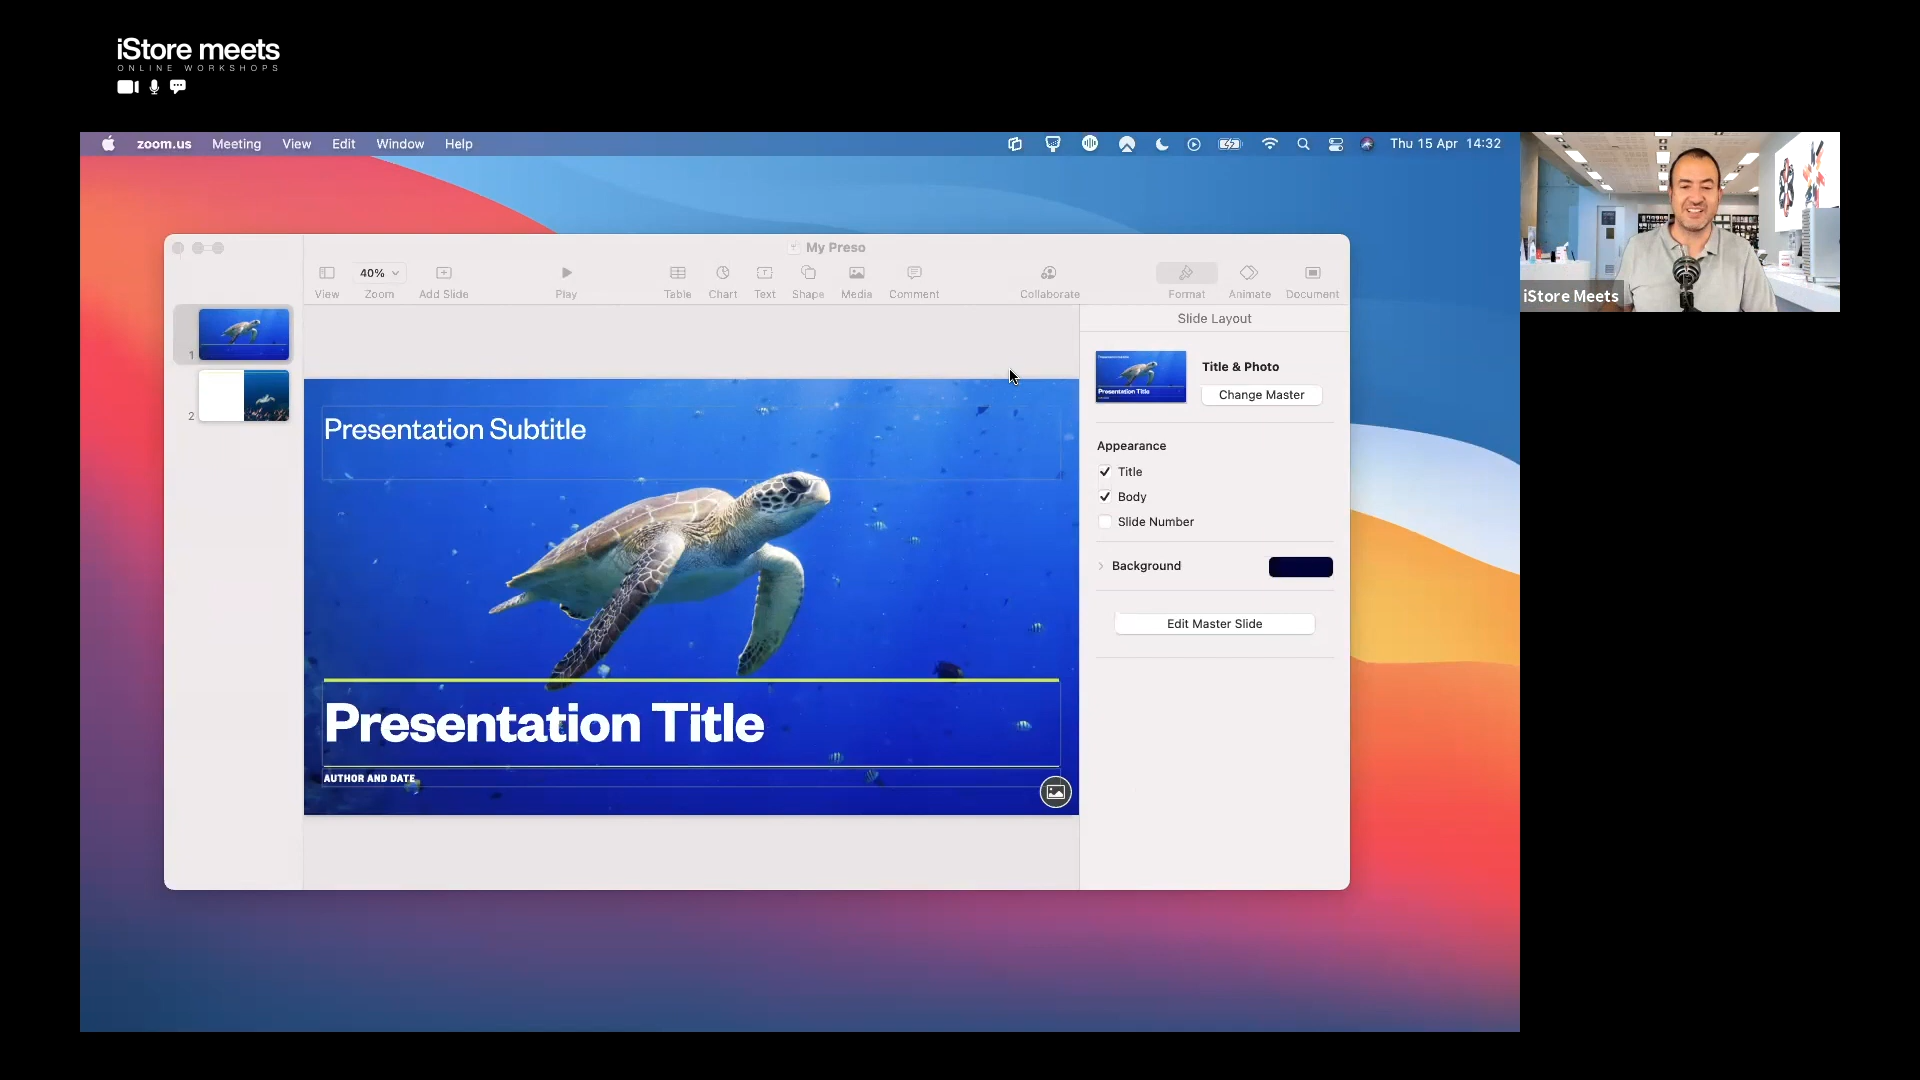 iStore meets
ONLINE WORKSHOPS
zoom.us Meeting View Edit Window Help
Thu 15 Apr 14:32
My Preso
40%
View Zoom Add Slide Play Table Chart Text Shape Media Comment Collaborate Format Animate Document
Slide Layout
1
2
Presentation Subtitle
Presentation Title
AUTHOR AND DATE
Presentation Title
Title & Photo
Change Master
Appearance
Title
Body
Slide Number
Background
Edit Master Slide
iStore Meets